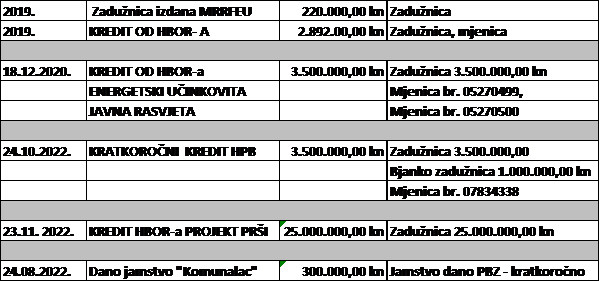 2019. Zadužnica izdana MRRFEU 220.000,00 kn Zadužnica
2019. KREDIT OD HBOR- A 2.892.00,00 kn Zadužnica, mjenica
18.12.2020. KREDIT OD HBOR-a 3.500.000,00 kn Zadužnica 3.500.000,00 kn
ENERGETSKI UČINKOVITA Mjenica br. 05270499,
JAVNA RASVJETA Mjenica br. 05270500
24.10.2022. KRATKOROČNI KREDIT HPB 3.500.000,00 kn Zadužnica 3.500.000,00
Bjanko zadužnica 1.000.000,00 kn
Mjenica br. 07834338
23.11. 2022. KREDIT HBOR-a PROJEKT PRŠI 25.000.000,00 kn Zadužnica 25.000.000,00 kn
24.08.2022. Dano jamstvo "Komunalac" 300.000,00 kn Jamstvo dano PBZ - kratkoročno